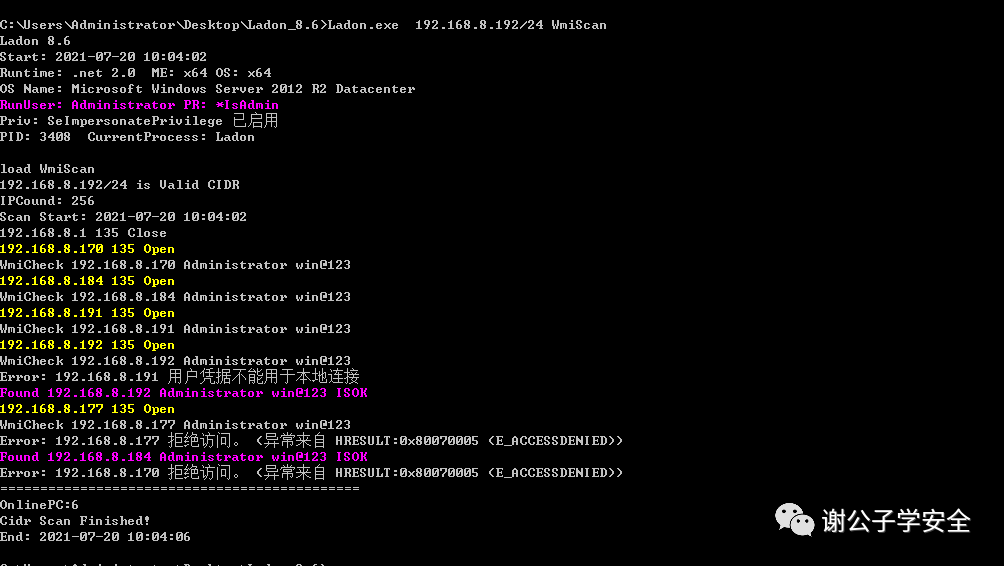 C:\Users\Administrator\Desktop\Ladon_8.6>Ladon.exe  192.168.8.192/24 WmiScan
Ladon 8.6
Start: 2021-07-20 10:04:02
Runtime: .net 2.0  ME: x64 OS: x64
OS Name: Microsoft Windows Server 2012 R2 Datacenter
RunUser: Administrator PR: *IsAdmin
Priv: SeImpersonatePrivilege 已启用
PID: 3408  CurrentProcess: Ladon
load WmiScan
192.168.8.192/24 is Valid CIDR
IPCound: 256
Scan Start: 2021-07-20 10:04:02
192.168.8.1 135 Close
192.168.8.170 135 Open
WmiCheck 192.168.8.170 Administrator win@123
192.168.8.184 135 Open
WmiCheck 192.168.8.184 Administrator win@123
192.168.8.191 135 Open
WmiCheck 192.168.8.191 Administrator win@123
192.168.8.192 135 Open
WmiCheck 192.168.8.192 Administrator win@123
Error: 192.168.8.191 用户凭据不能用于本地连接
Found 192.168.8.192 Administrator win@123 ISOK
192.168.8.177 135 Open
WmiCheck 192.168.8.177 Administrator win@123
Error: 192.168.8.177 拒绝访问。 (异常来自 HRESULT:0x80070005 (E_ACCESSDENIED))
Found 192.168.8.184 Administrator win@123 ISOK
Error: 192.168.8.170 拒绝访问。 (异常来自 HRESULT:0x80070005 (E_ACCESSDENIED))
=============================================
OnlinePC:6
Cidr Scan Finished!
End: 2021-07-20 10:04:06
谢公子学安全